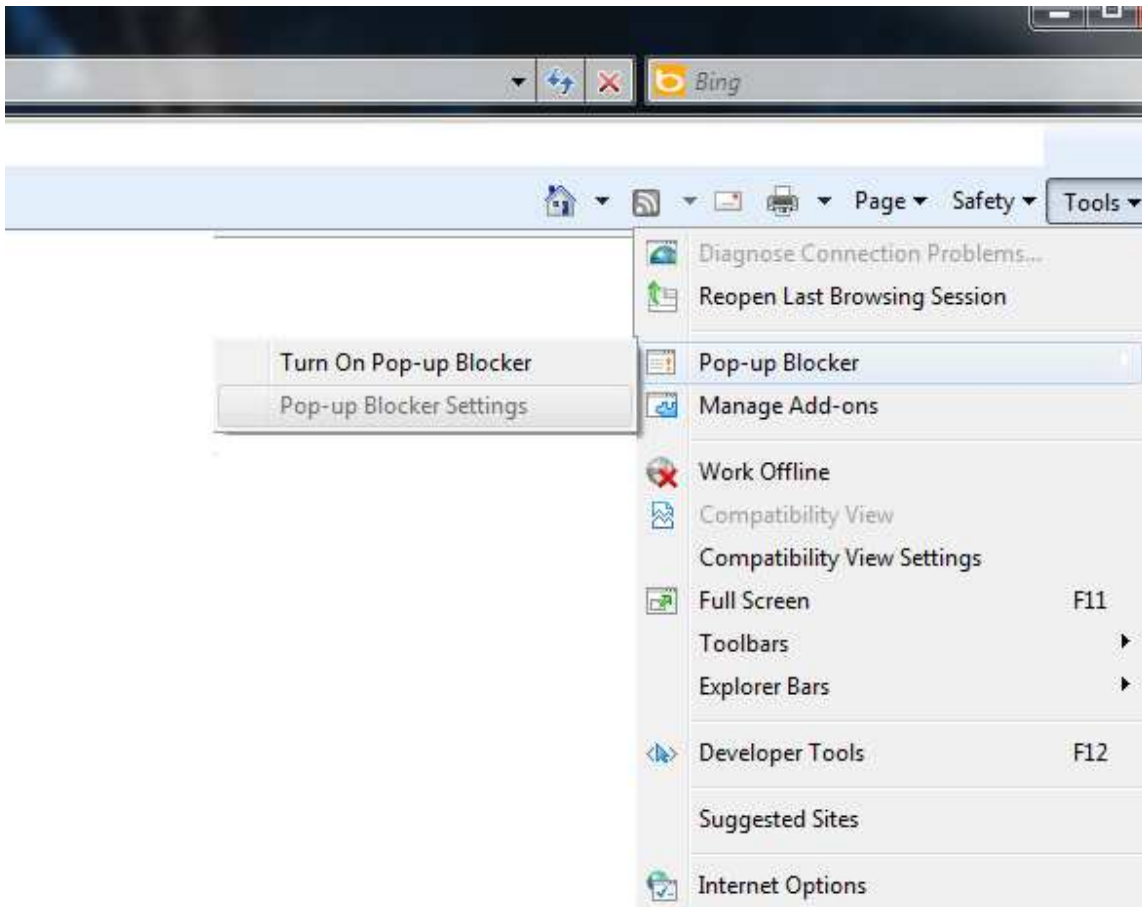 Bing
Page Safety Tools
Diagnose Connection Problems...
Reopen Last Browsing Session
Turn On Pop-up Blocker
Pop-up Blocker Settings
Pop-up Blocker
Manage Add-ons
Work Offline
Compatibility View
Compatibility View Settings
Full Screen F11
Toolbars
Explorer Bars
Developer Tools F12
Suggested Sites
Internet Options